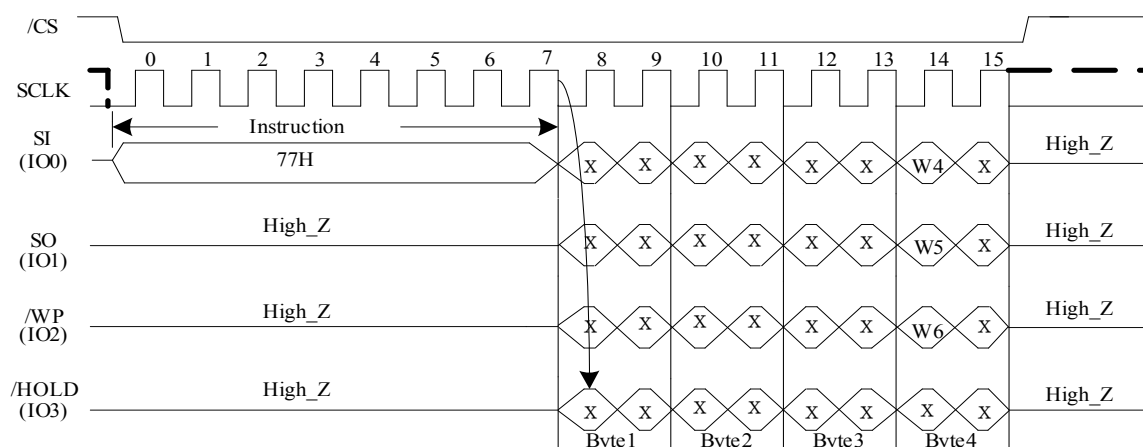 /CS
0 1 2 3 4 5 6 7 8 9 10 11 12 13 14 15
SCLK
Instruction
SI
(IO0)
77H
X X X X X X W4 X
High_Z
SO
(IO1)
High_Z
X X X X X X W5 X
High_Z
/WP
(IO2)
High_Z
X X X X X X W6 X
High_Z
/HOLD
(IO3)
High_Z
X X X X X X X X
High_Z
Byte1 Byte2 Byte3 Byte4